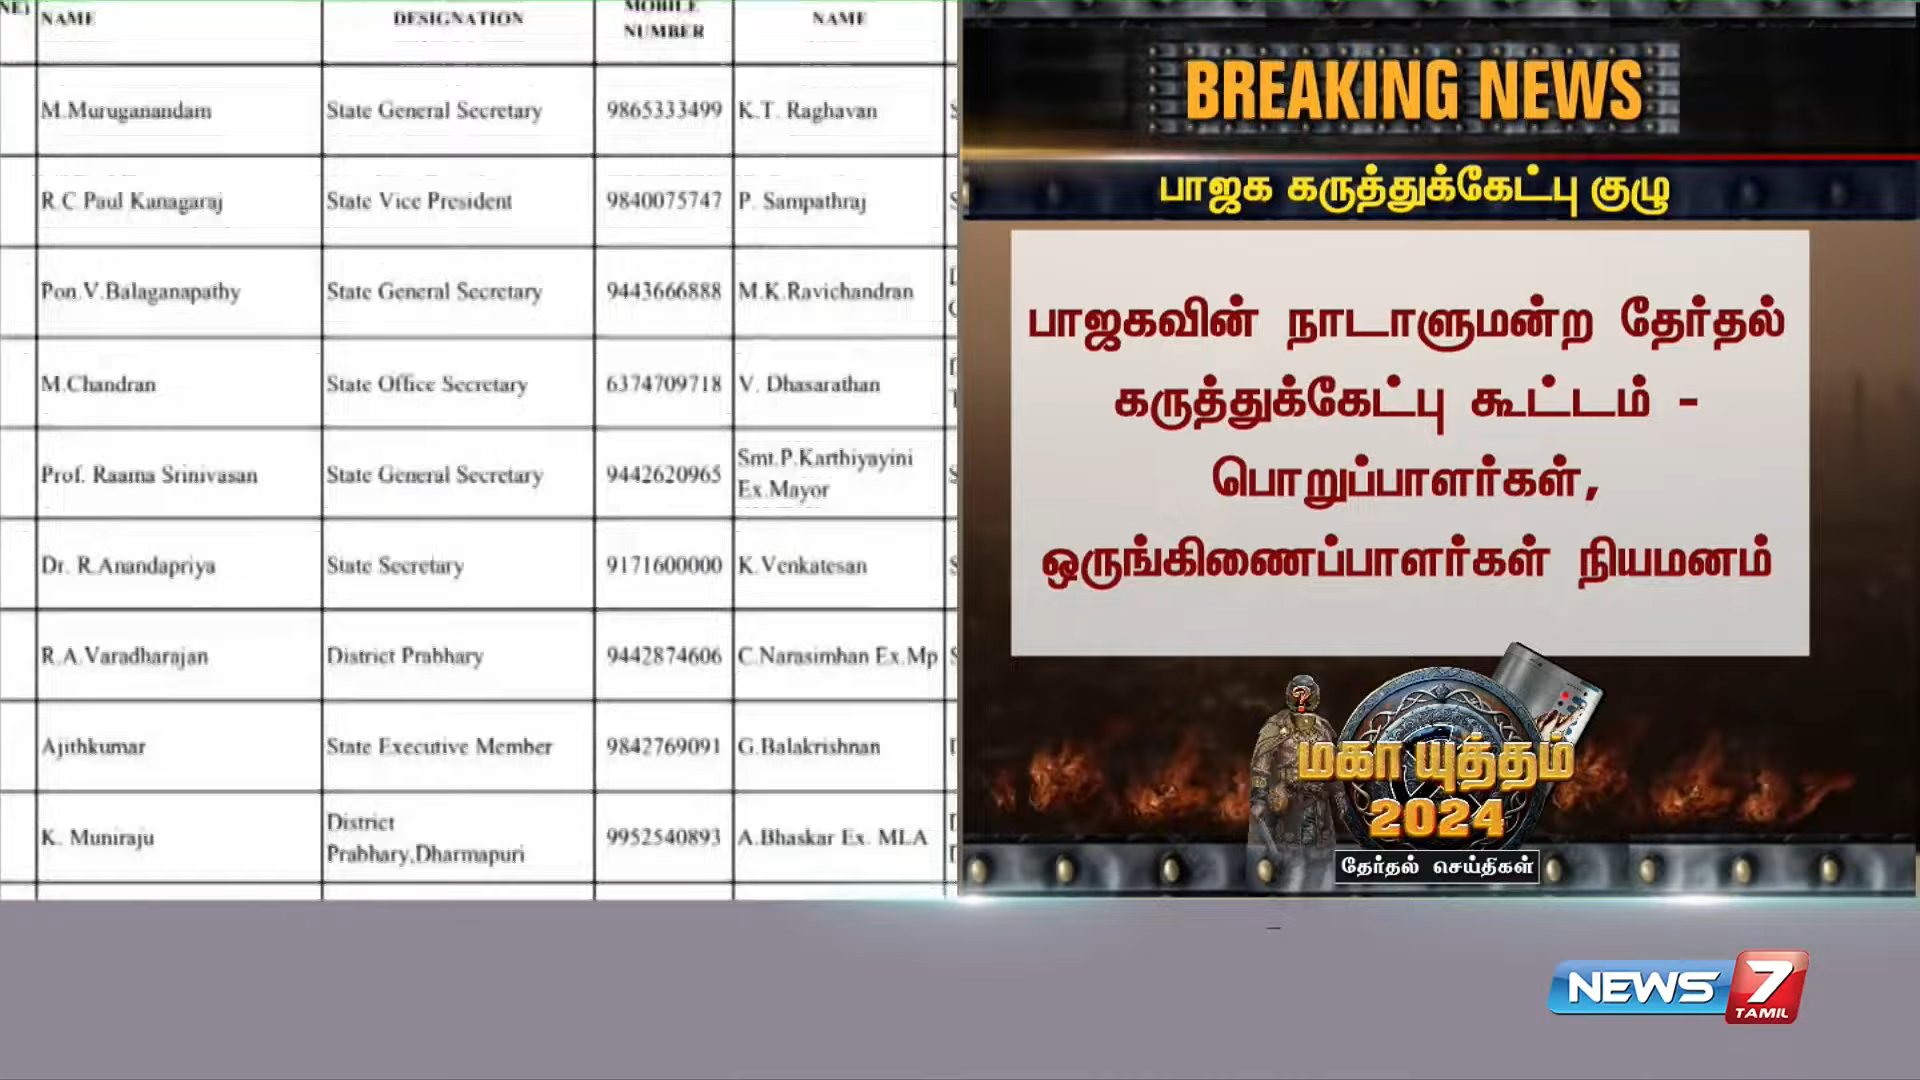 NE)
NAME DESIGNATION MOBILE NUMBER NAME
M.Muruganandam State General Secretary 9865333499 K.T. Raghavan
R.C Paul Kanagaraj State Vice President 9840075747 P. Sampathraj
Pon.V.Balaganapathy State General Secretary 9443666888 M.K.Ravichandran
M.Chandran State Office Secretary 6374709718 V. Dhasarathan
Prof. Raama Srinivasan State General Secretary 9442620965 Smt.P.Karthiyayini Ex.Mayor
Dr. R.Anandapriya State Secretary 9171600000 K.Venkatesan
R.A.Varadharajan District Prabhary 9442874606 C.Narasimhan Ex.Mp
Ajithkumar State Executive Member 9842769091 G.Balakrishnan
K. Muniraju District Prabhary,Dharmapuri 9952540893 A.Bhaskar Ex. MLA
BREAKING NEWS
பாஜக கருத்துக்கேட்பு குழு
பாஜகவின் நாடாளுமன்ற தேர்தல்
கருத்துக்கேட்பு கூட்டம் -
பொறுப்பாளர்கள்,
ஒருங்கிணைப்பாளர்கள் நியமனம்
மகா யுத்தம்
2024
தேர்தல் செய்திகள்
NEWS 7
TAMIL